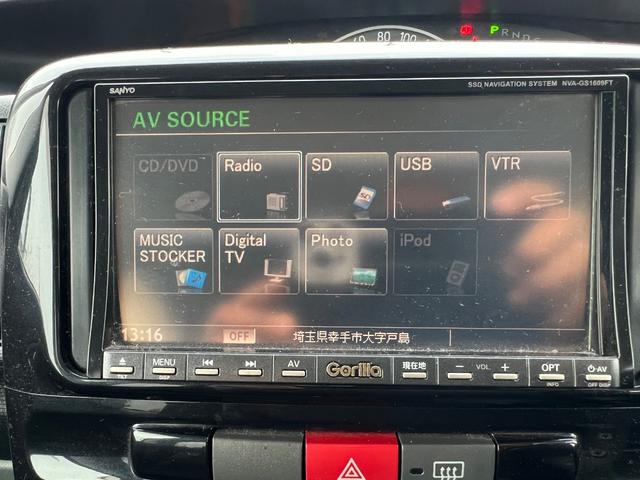 80 100
P R N D
SANYO
SSD NAVIGATION SYSTEM NVA-GS1609FT
AV SOURCE
CD/DVD Radio SD USB VTR
MUSIC STOCKER Digital TV Photo iPod
13:16 OFF 埼玉県幸手市大字戸島
MENU AV Gorilla 現在地 − VOL + OPT AV
DISP INFO OFF DISP